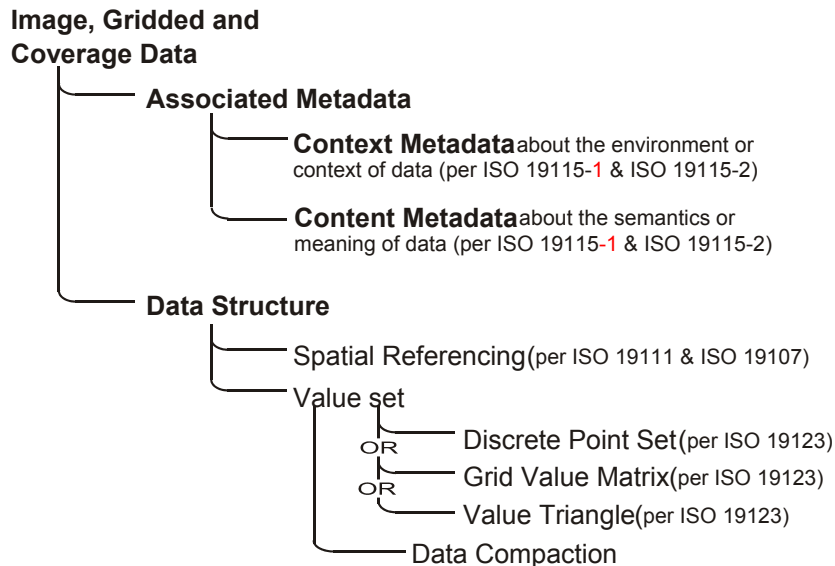 Image, Gridded and
Coverage Data
Associated Metadata
Context Metadata about the environment or
context of data (per ISO 19115-1 & ISO 19115-2)
Content Metadata about the semantics or
meaning of data (per ISO 19115-1 & ISO 19115-2)
Data Structure
Spatial Referencing(per ISO 19111 & ISO 19107)
Value set
Discrete Point Set(per ISO 19123)
OR
Grid Value Matrix(per ISO 19123)
OR
Value Triangle(per ISO 19123)
Data Compaction